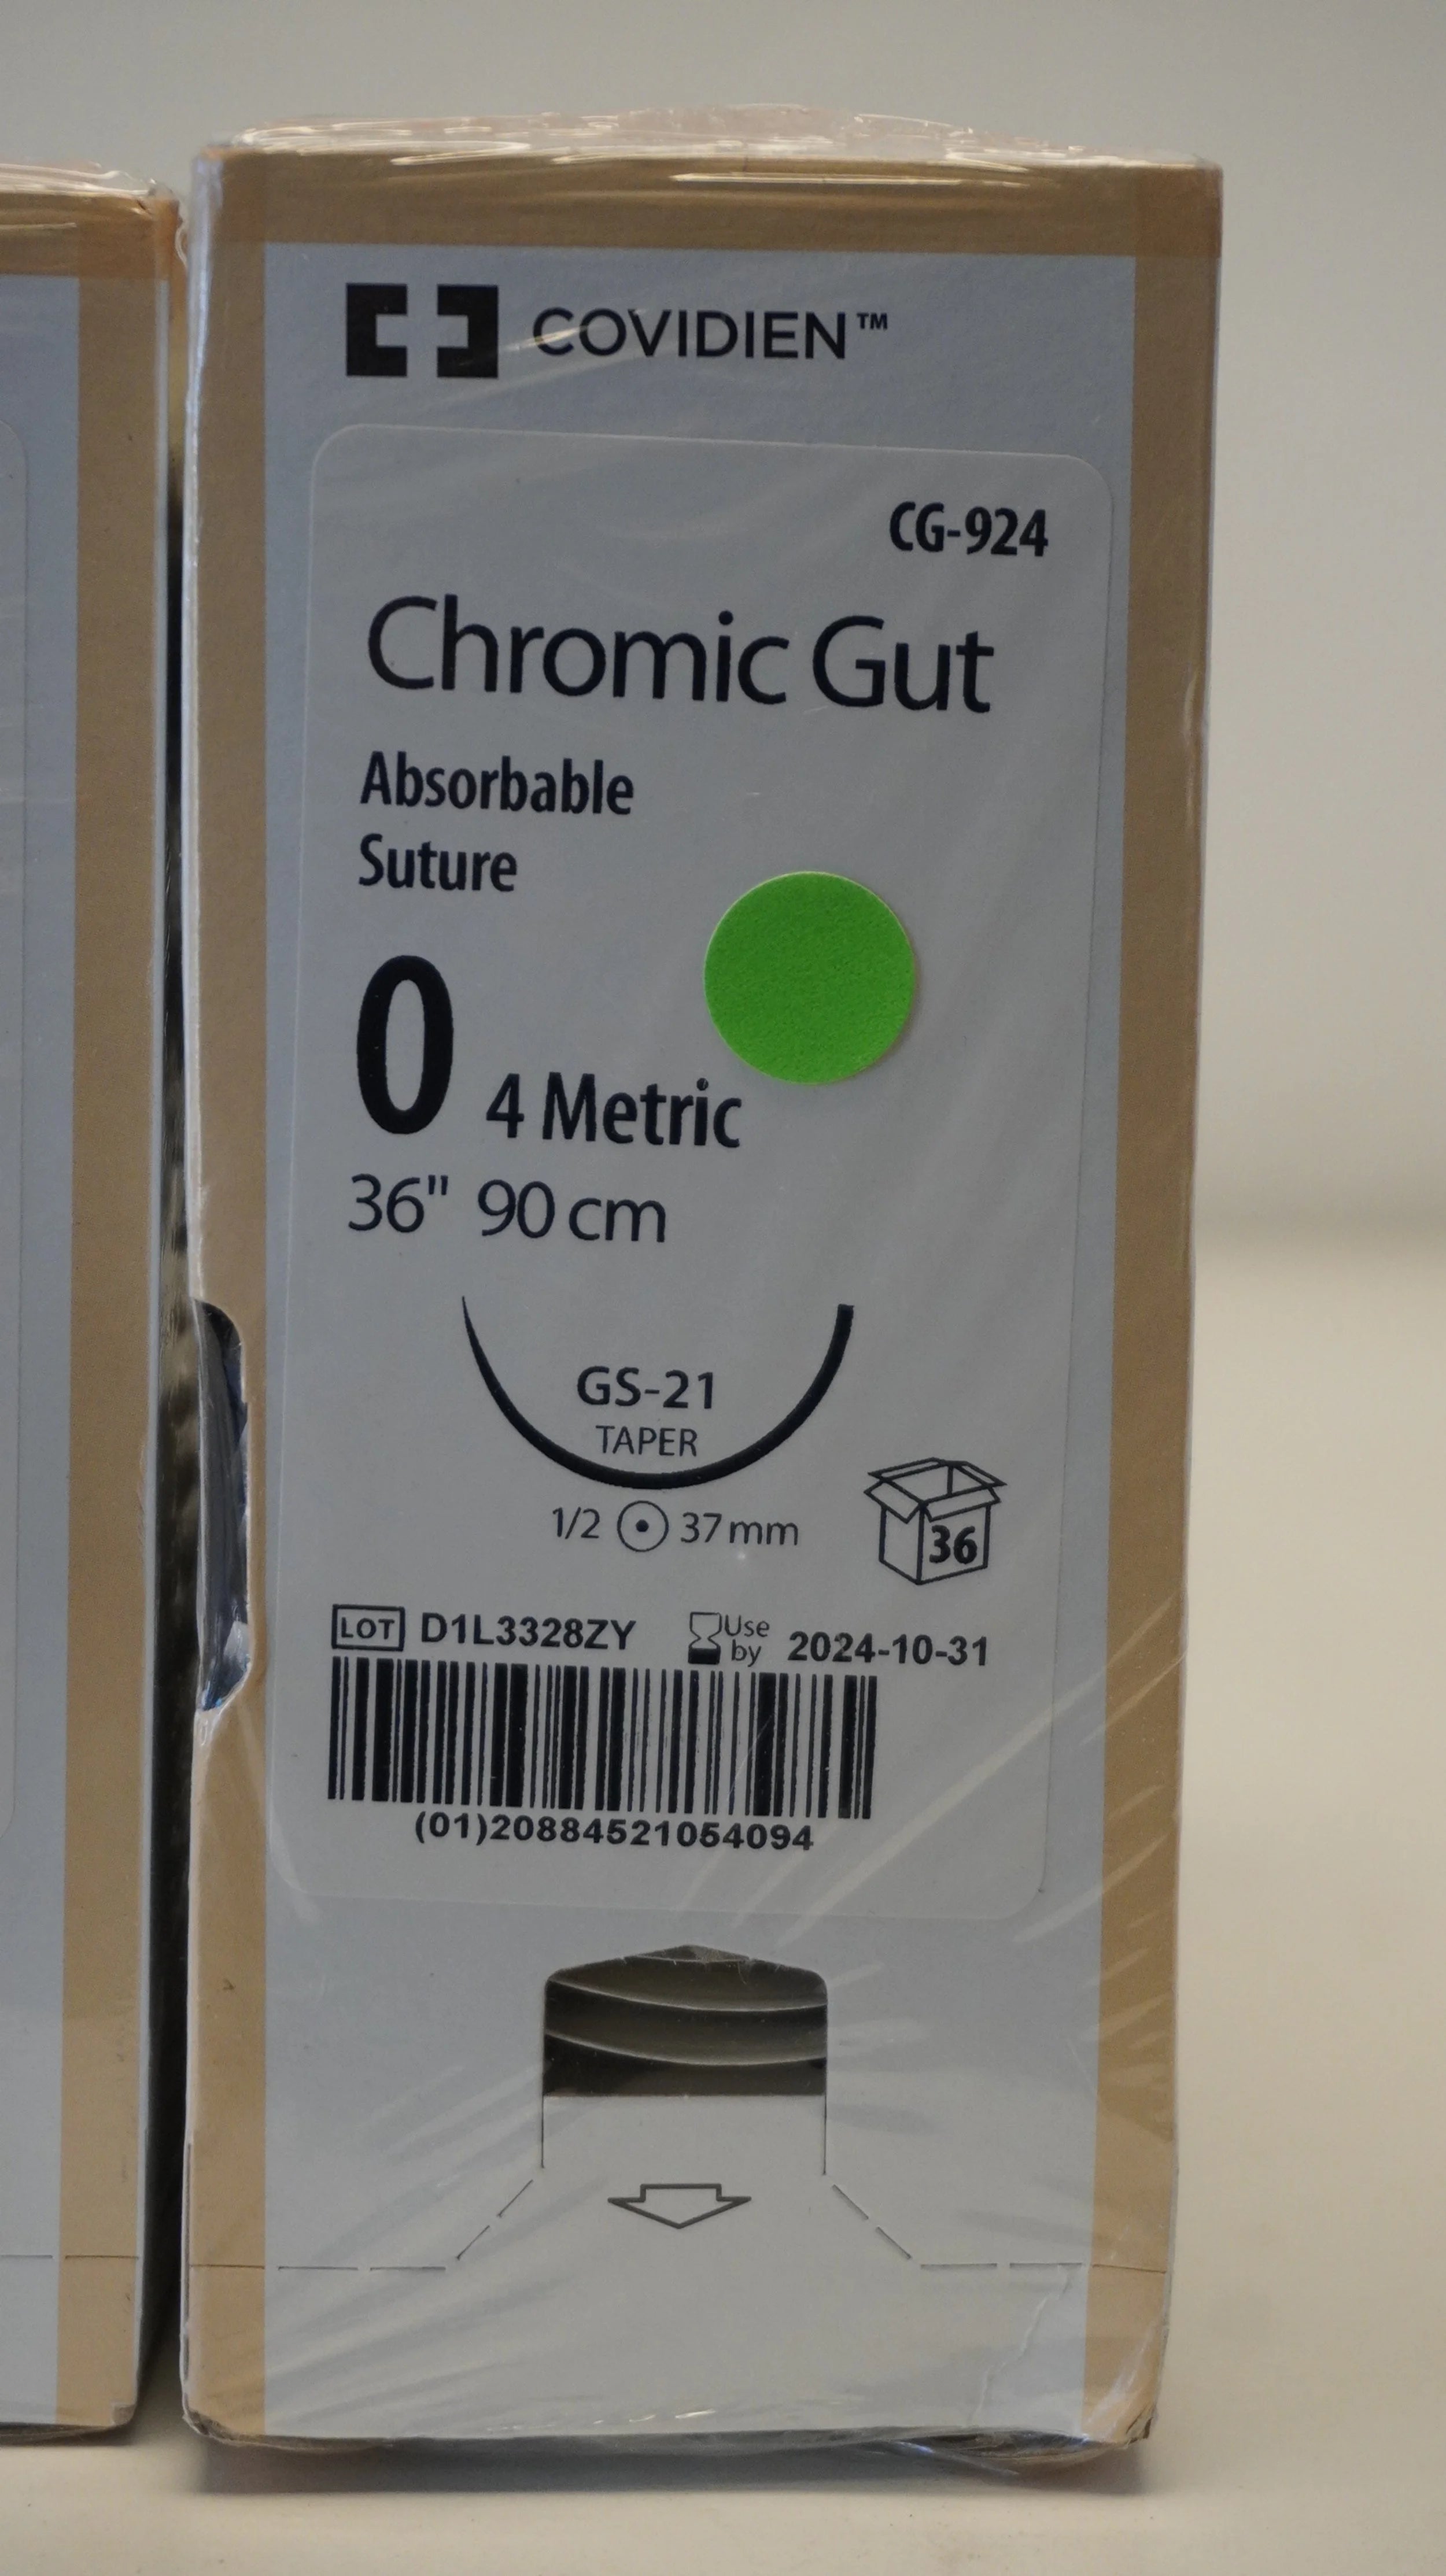 COVIDIEN™
CG-924
Chromic Gut
Absorbable
Suture
0 4 Metric
36" 90 cm
GS-21
TAPER
1/2 37 mm
36
LOT D1L3328ZY Use by 2024-10-31
(01)20884521054094